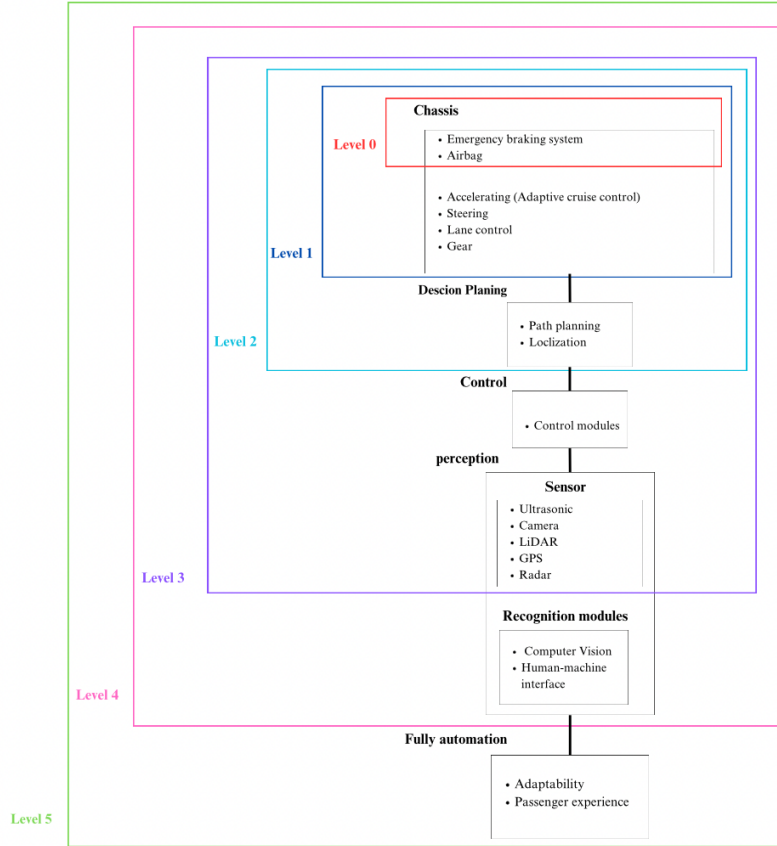 Chassis
Level 0
• Emergency braking system
• Airbag
• Accelerating (Adaptive cruise control)
• Steering
• Lane control
• Gear
Level 1
Descion Planing
• Path planning
• Loclization
Level 2
Control
• Control modules
perception
Sensor
• Ultrasonic
• Camera
• LiDAR
• GPS
• Radar
Level 3
Recognition modules
• Computer Vision
• Human-machine
interface
Level 4
Fully automation
• Adaptability
• Passenger experience
Level 5